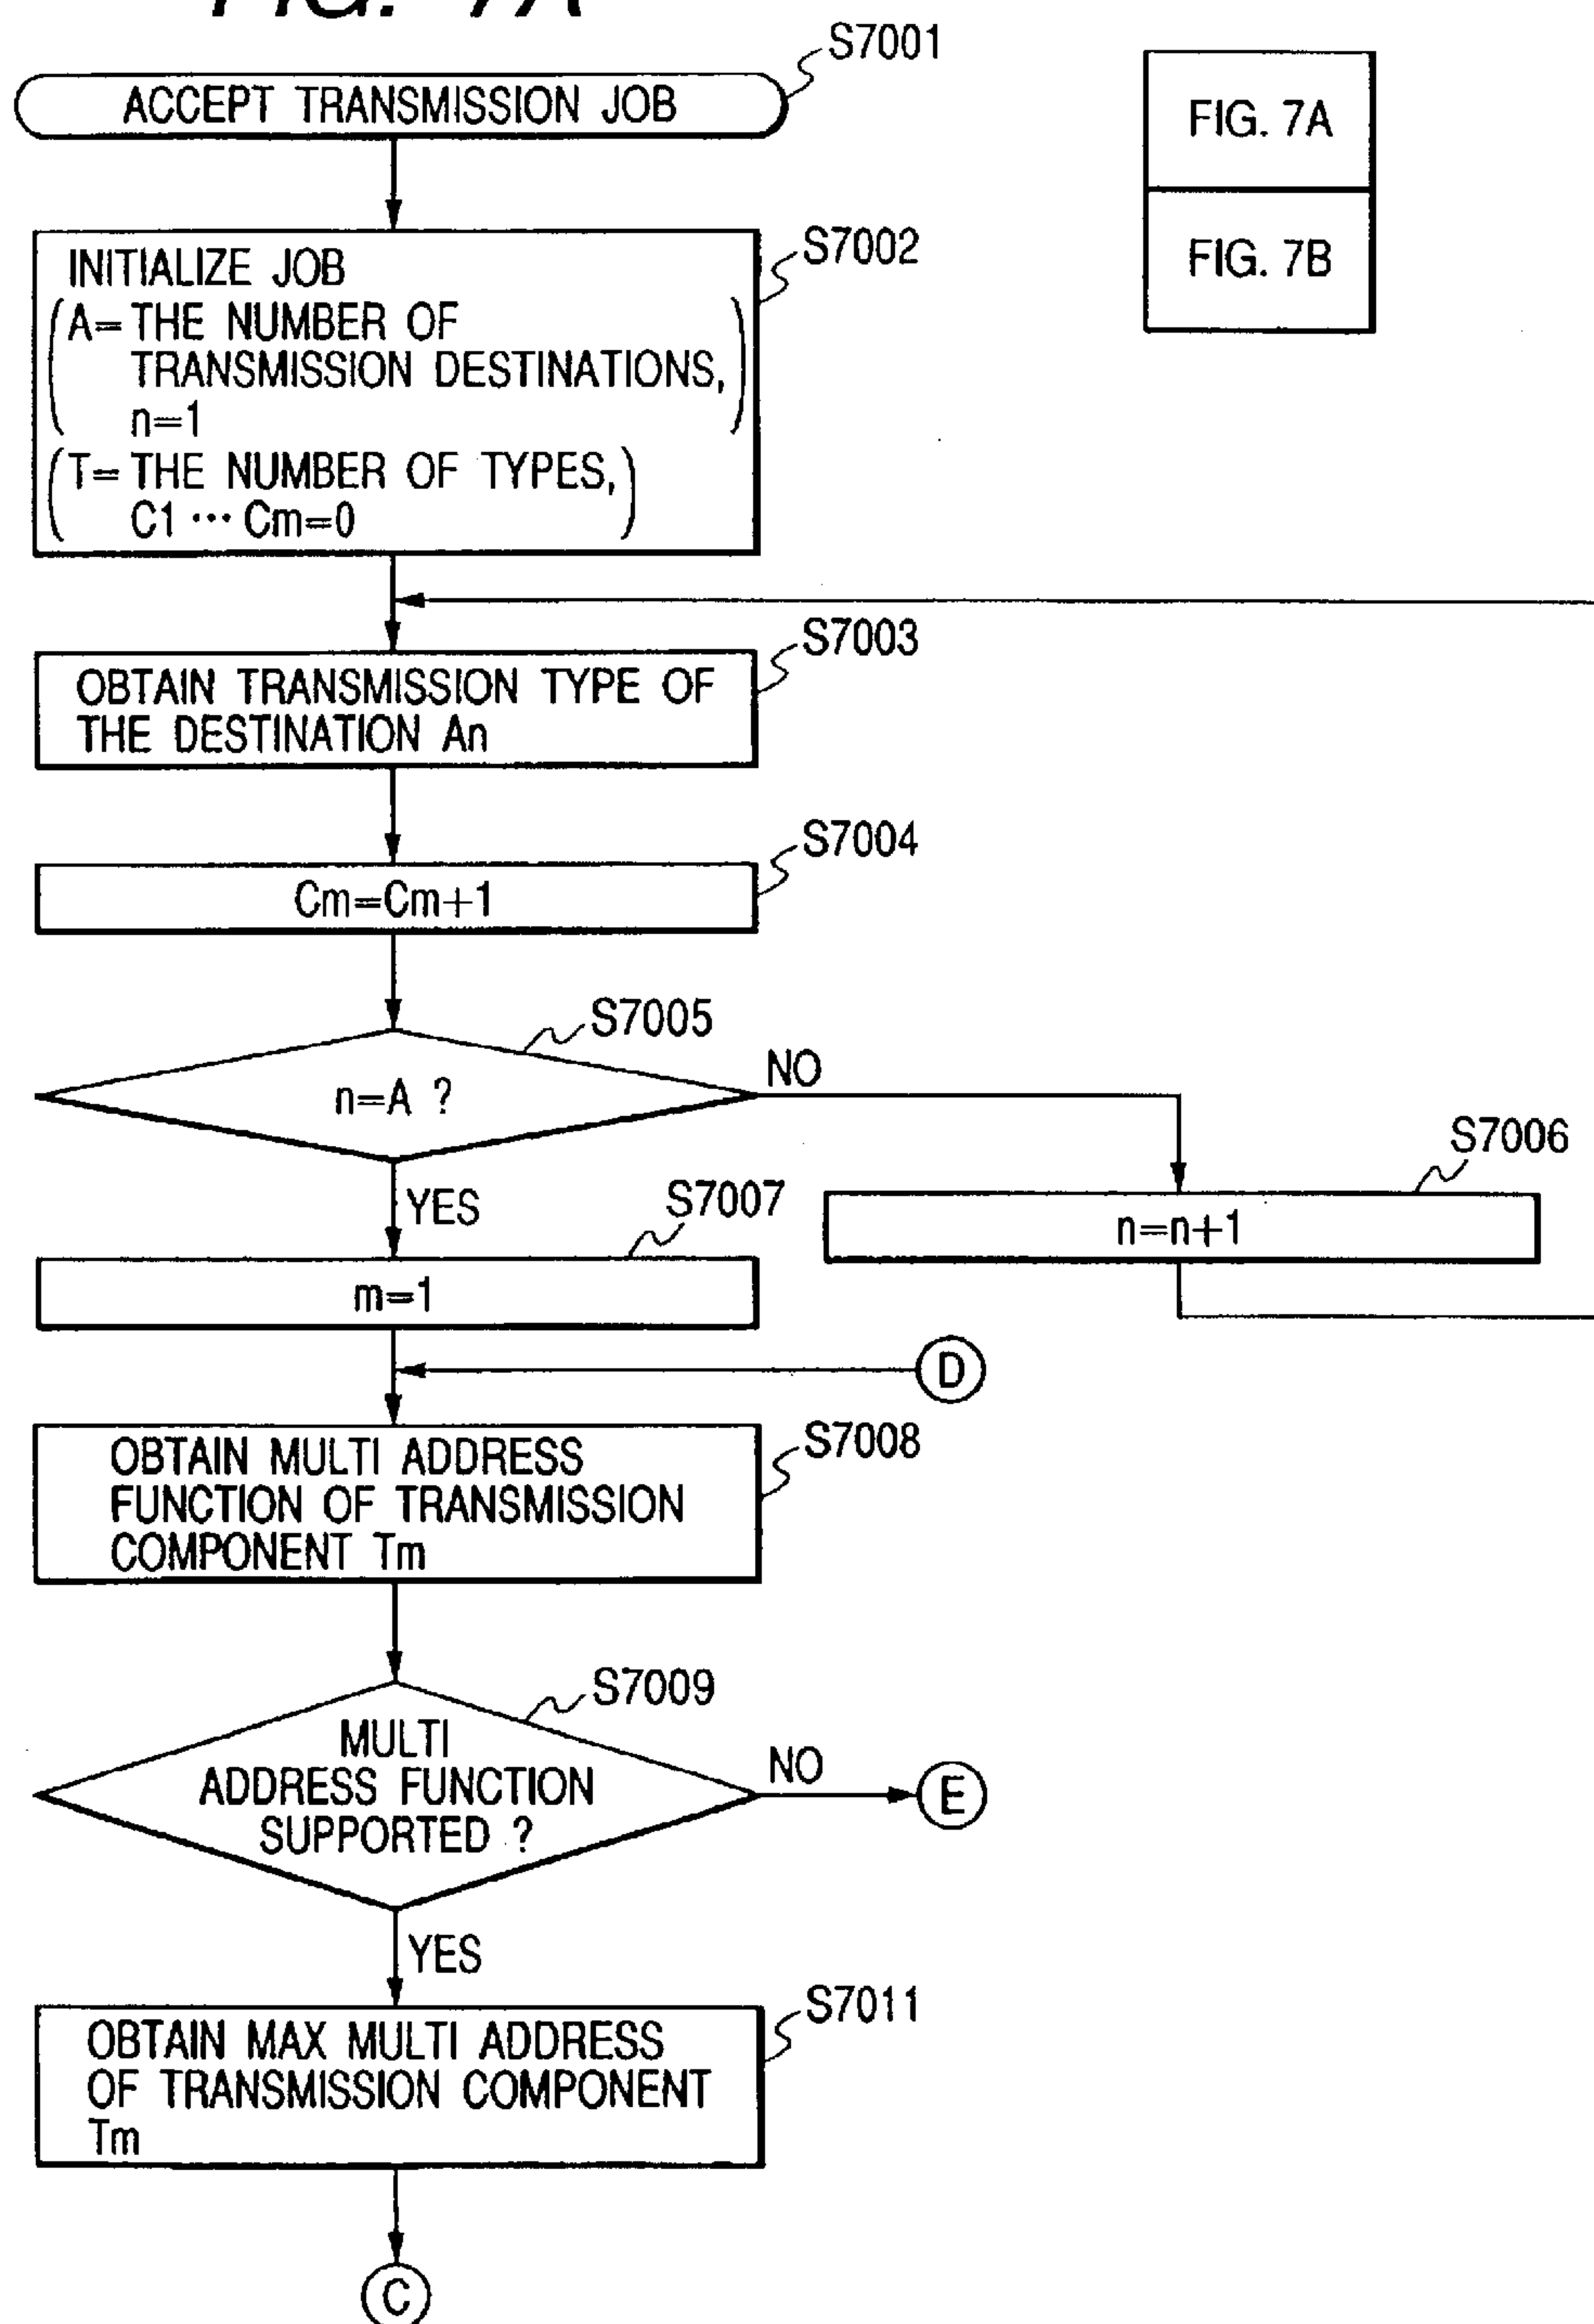 FIG. 7A
S7001
ACCEPT TRANSMISSION JOB
FIG. 7A
FIG. 7B
S7002
INITIALIZE JOB
(A= THE NUMBER OF
TRANSMISSION DESTINATIONS,
n=1)
(T= THE NUMBER OF TYPES,
C1 ··· Cm=0)
S7003
OBTAIN TRANSMISSION TYPE OF
THE DESTINATION An
S7004
Cm=Cm+1
S7005
n=A ?
NO
S7006
n=n+1
YES
S7007
m=1
D
S7008
OBTAIN MULTI ADDRESS
FUNCTION OF TRANSMISSION
COMPONENT Tm
S7009
MULTI
ADDRESS FUNCTION
SUPPORTED ?
NO
E
YES
S7011
OBTAIN MAX MULTI ADDRESS
OF TRANSMISSION COMPONENT
Tm
C